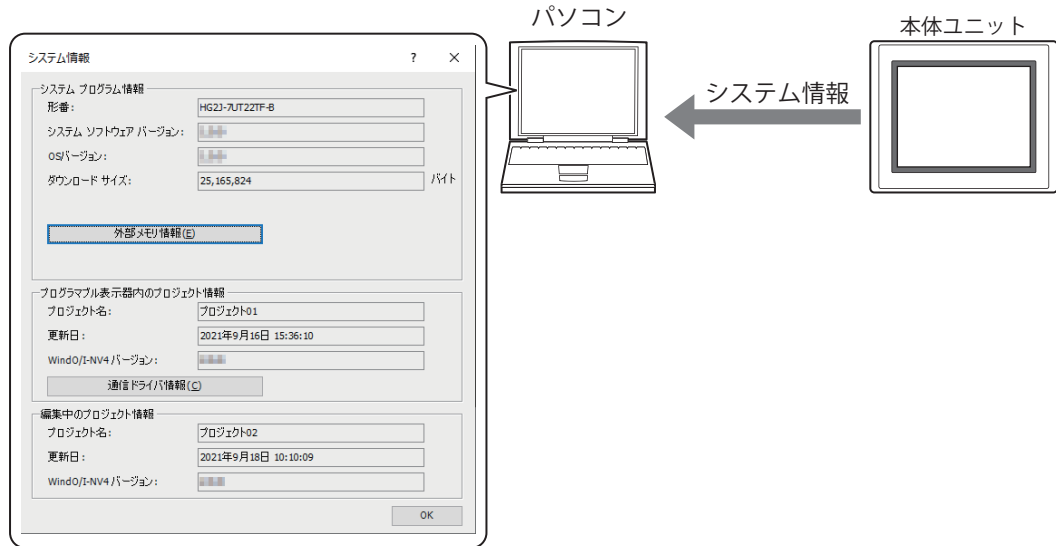 パソコン
本体ユニット
システム情報
システム情報 ? ×
システム プログラム情報
形番: HG2J-7UT22TF-B
システム ソフトウェア バージョン:
OSバージョン:
ダウンロード サイズ: 25,165,824 バイト
外部メモリ情報(E)
プログラマブル表示器内のプロジェクト情報
プロジェクト名: プロジェクト01
更新日: 2021年9月16日 15:36:10
WindO/I-NV4 バージョン:
通信ドライバ情報(C)
編集中のプロジェクト情報
プロジェクト名: プロジェクト02
更新日: 2021年9月18日 10:10:09
WindO/I-NV4 バージョン:
OK